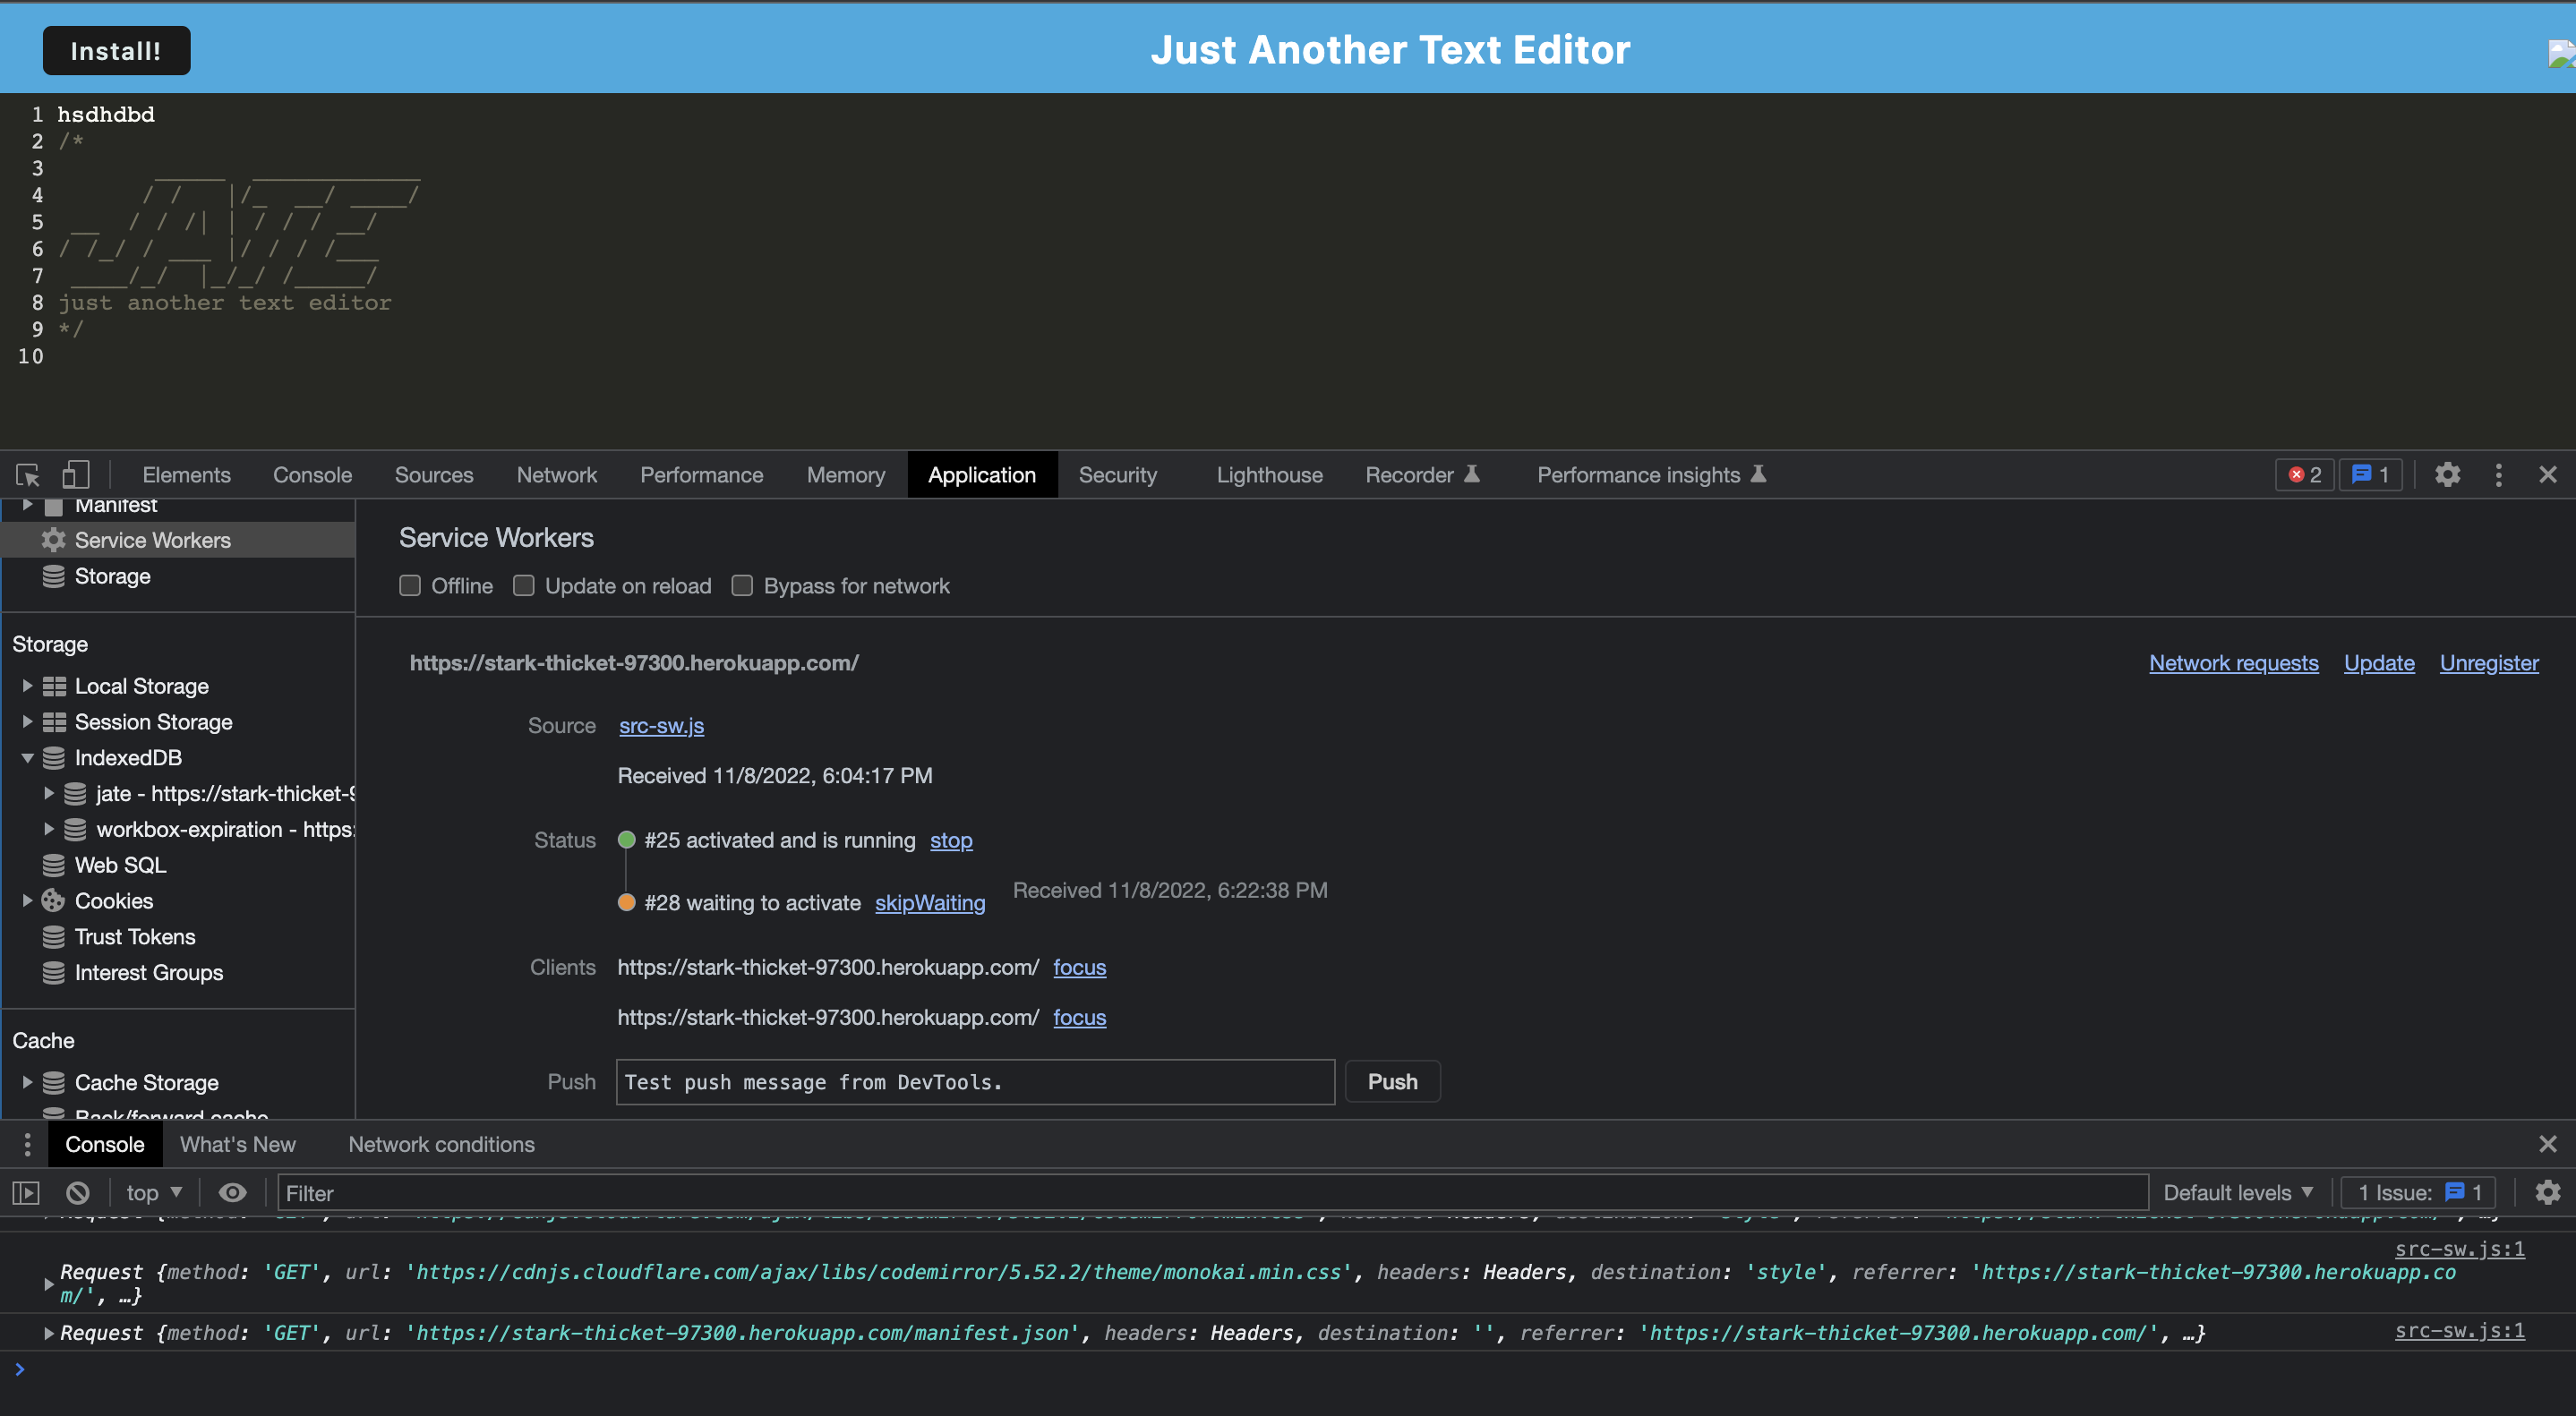 Install!
Just Another Text Editor
1 hsdhdbd
2 /*
3
4
5
6
7
8 just another text editor
9 */
10
Elements Console Sources Network Performance Memory Application Security Lighthouse Recorder Performance insights 2 1
Manifest
Service Workers
Storage
Storage
Local Storage
Session Storage
IndexedDB
jate - https://stark-thicket-9
workbox-expiration - https:
Web SQL
Cookies
Trust Tokens
Interest Groups
Cache
Cache Storage
Back/forward cache
Service Workers
Offline Update on reload Bypass for network
https://stark-thicket-97300.herokuapp.com/ Network requests Update Unregister
Source src-sw.js
Received 11/8/2022, 6:04:17 PM
Status #25 activated and is running stop
#28 waiting to activate skipWaiting Received 11/8/2022, 6:22:38 PM
Clients https://stark-thicket-97300.herokuapp.com/ focus
https://stark-thicket-97300.herokuapp.com/ focus
Push Test push message from DevTools. Push
Console What's New Network conditions
top Filter Default levels 1 Issue: 1
src-sw.js:1
Request {method: 'GET', url: 'https://cdnjs.cloudflare.com/ajax/libs/codemirror/5.52.2/theme/monokai.min.css', headers: Headers, destination: 'style', referrer: 'https://stark-thicket-97300.herokuapp.co
m/', …}
Request {method: 'GET', url: 'https://stark-thicket-97300.herokuapp.com/manifest.json', headers: Headers, destination: '', referrer: 'https://stark-thicket-97300.herokuapp.com/', …} src-sw.js:1